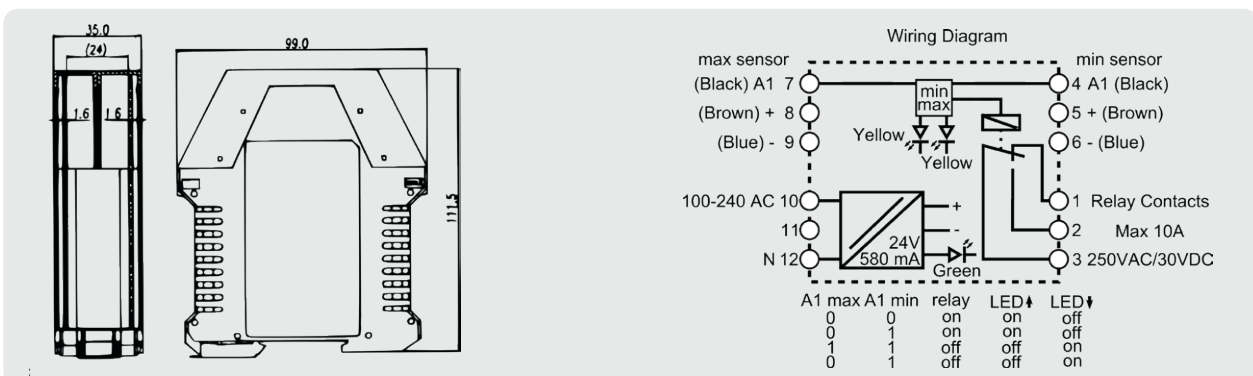 35.0
(24)
1.6 1.6
99.0
111.5
Wiring Diagram
max sensor
min sensor
(Black) A1 7
4 A1 (Black)
(Brown) + 8
5 + (Brown)
(Blue) - 9
6 - (Blue)
min
max
Yellow
Yellow
100-240 AC 10
1 Relay Contacts
11
2 Max 10A
N 12
3 250VAC/30VDC
+
-
24V
580 mA
Green
A1 max A1 min relay LED LED
0 0 on on off
0 1 on on off
1 1 off off on
0 1 off off on